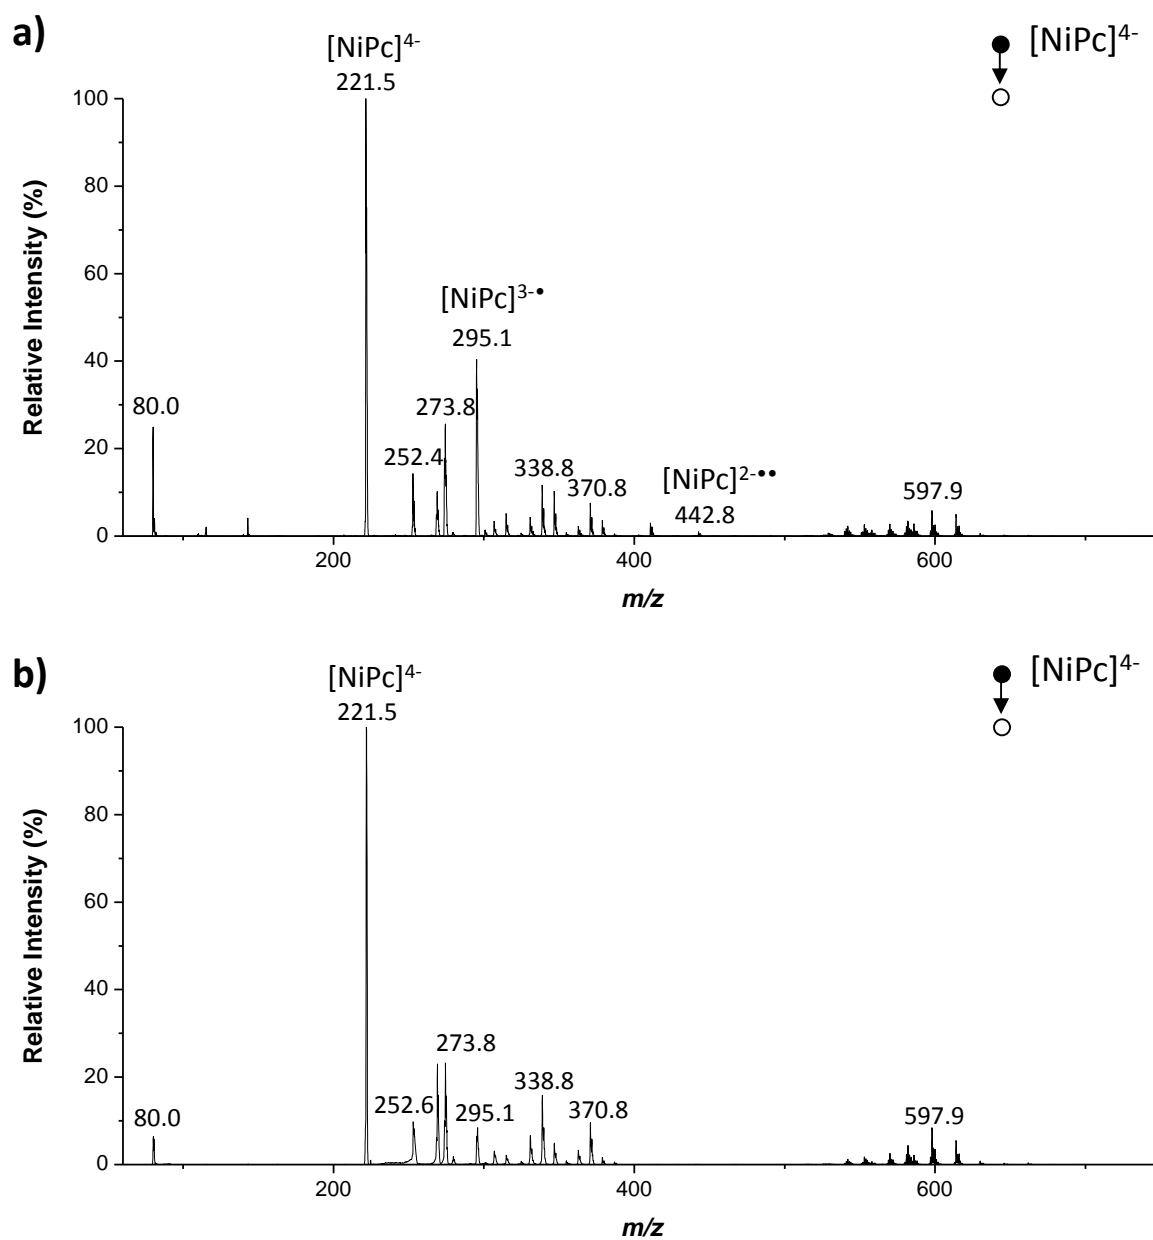 a)
[NiPc]4-
[NiPc]4-
221.5
100
80
60
40
20
0
Relative Intensity (%)
[NiPc]3-•
295.1
80.0
273.8
252.4
338.8
370.8
[NiPc]2-••
442.8
597.9
200
400
600
m/z
b)
[NiPc]4-
[NiPc]4-
221.5
100
80
60
40
20
0
Relative Intensity (%)
273.8
338.8
80.0
252.6
295.1
370.8
597.9
200
400
600
m/z